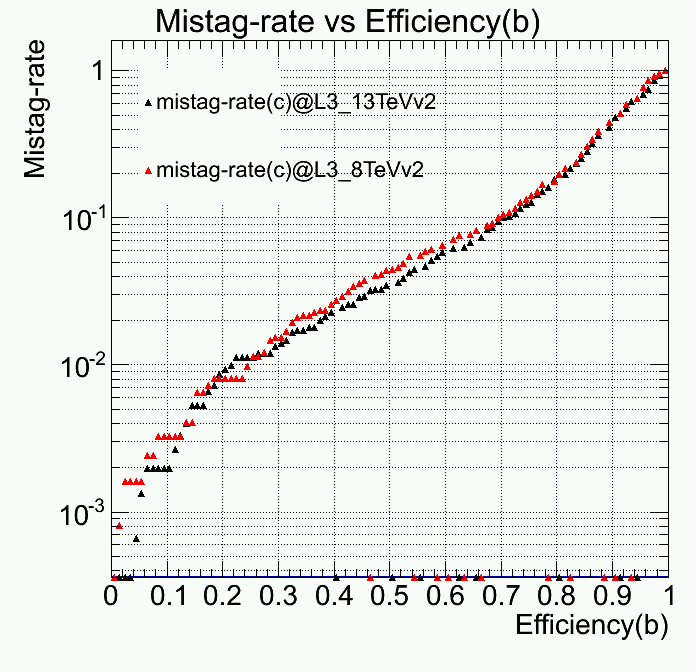 Mistag-rate vs Efficiency(b)
Mistag-rate
1
mistag-rate(c)@L3_13TeVv2
mistag-rate(c)@L3_8TeVv2
10-1
10-2
10-3
0 0.1 0.2 0.3 0.4 0.5 0.6 0.7 0.8 0.9 1
Efficiency(b)